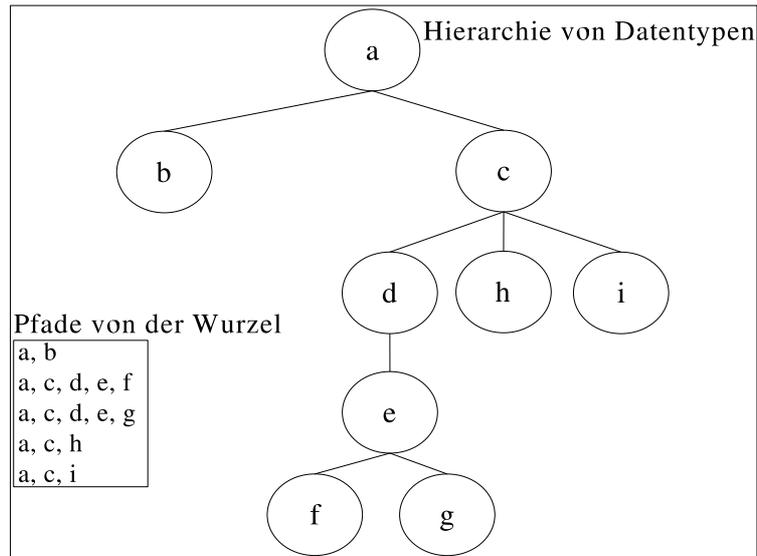 Hierarchie von Datentypen
a
b
c
d
h
i
e
f
g
Pfade von der Wurzel
a, b
a, c, d, e, f
a, c, d, e, g
a, c, h
a, c, i